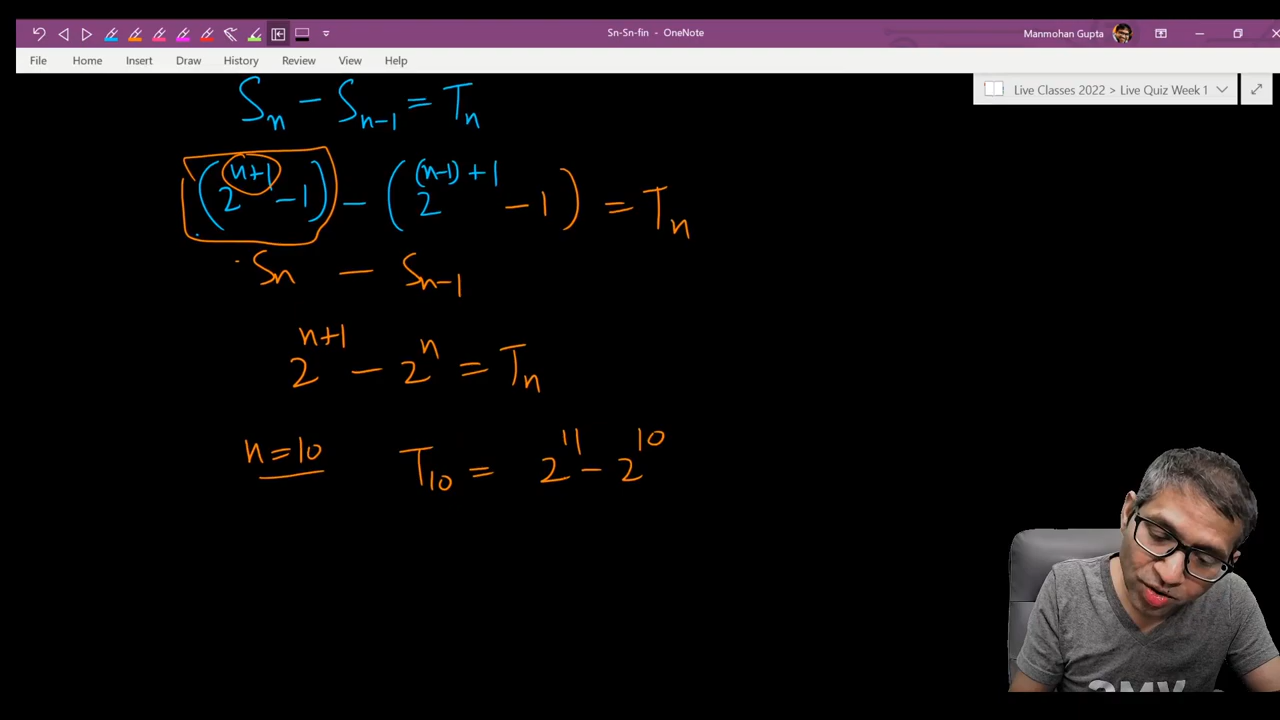 Sn-Sn-fin - OneNote
Manmohan Gupta
File Home Insert Draw History Review View Help
Live Classes 2022 > Live Quiz Week 1
Sₙ − Sₙ₋₁ = Tₙ
(2ⁿ⁺¹ − 1) − (2⁽ⁿ⁻¹⁾⁺¹ − 1) = Tₙ
Sₙ − Sₙ₋₁
2ⁿ⁺¹ − 2ⁿ = Tₙ
n = 10 T₁₀ = 2¹¹ − 2¹⁰